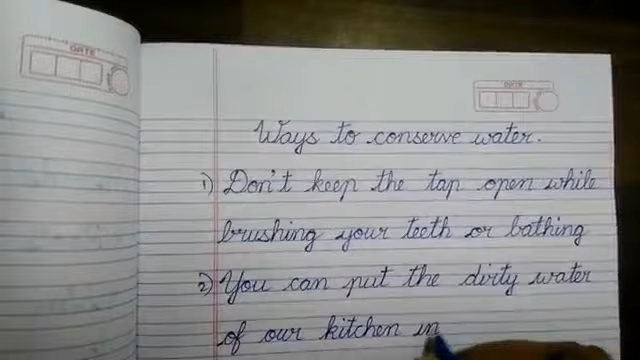 DATE
DATE
Ways to conserve water.
1) Don't keep the tap open while
brushing your teeth or bathing
2) You can put the dirty water
of our kitchen in